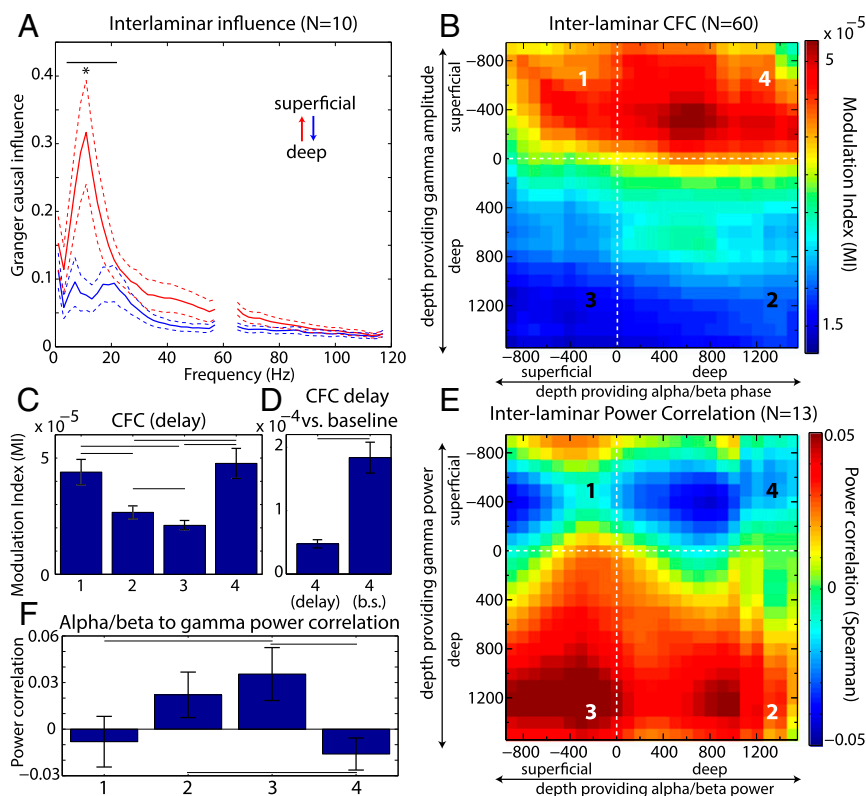 A
Interlaminar influence (N=10)
Granger causal influence
0.4
0.3
0.2
0.1
0
*
superficial
deep
0 20 40 60 80 100 120
Frequency (Hz)
B
Inter-laminar CFC (N=60)
depth providing gamma amplitude
superficial
deep
−800
−400
0
400
800
1200
1
4
3
2
−800 −400 0 400 800 1200
superficial deep
depth providing alpha/beta phase
x 10⁻⁵
5
1.5
Modulation Index (MI)
C
CFC (delay)
x 10⁻⁵
Modulation Index (MI)
5
0
1 2 3 4
D
CFC delay
vs. baseline
x 10⁻⁴
2
1
0
4 4
(delay) (b.s.)
E
Inter-laminar Power Correlation (N=13)
depth providing gamma power
superficial
deep
−800
−400
0
400
800
1200
1
4
3
2
−800 −400 0 400 800 1200
superficial deep
depth providing alpha/beta power
0.05
0
−0.05
Power correlation (Spearman)
F
Alpha/beta to gamma power correlation
Power correlation
0.06
0.03
0
−0.03
1 2 3 4